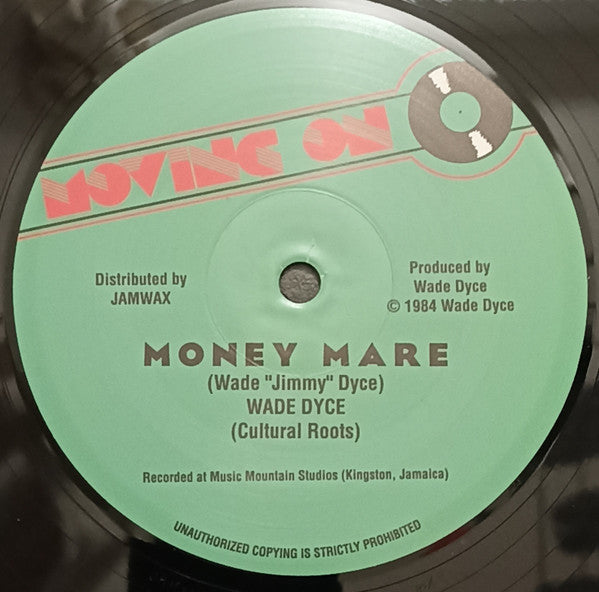 MOVING ON
Distributed by
JAMWAX
Produced by
Wade Dyce
© 1984 Wade Dyce
MONEY MARE
(Wade "Jimmy" Dyce)
WADE DYCE
(Cultural Roots)
Recorded at Music Mountain Studios (Kingston, Jamaica)
UNAUTHORIZED COPYING IS STRICTLY PROHIBITED